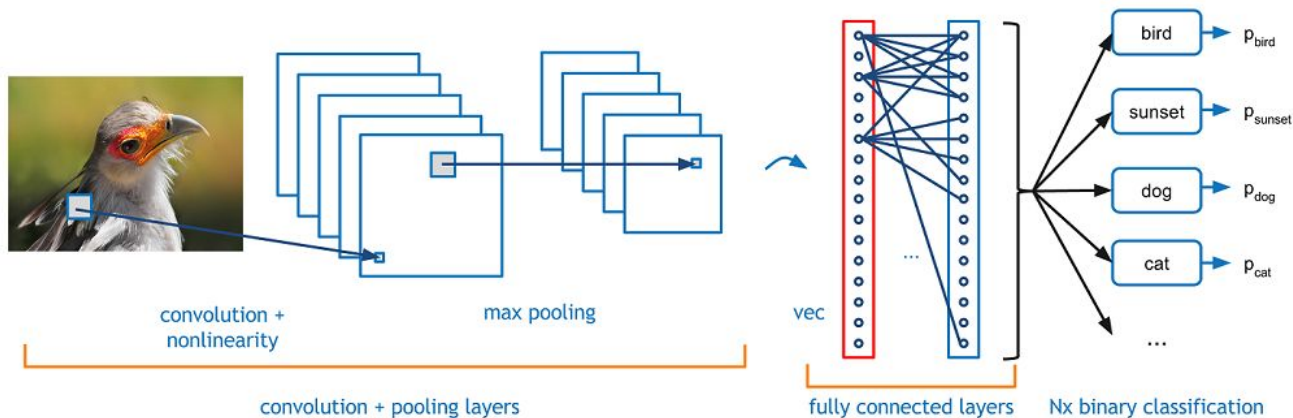 bird
p_bird
sunset
p_sunset
dog
p_dog
...
cat
p_cat
convolution +
nonlinearity
max pooling
vec
...
convolution + pooling layers
fully connected layers
Nx binary classification